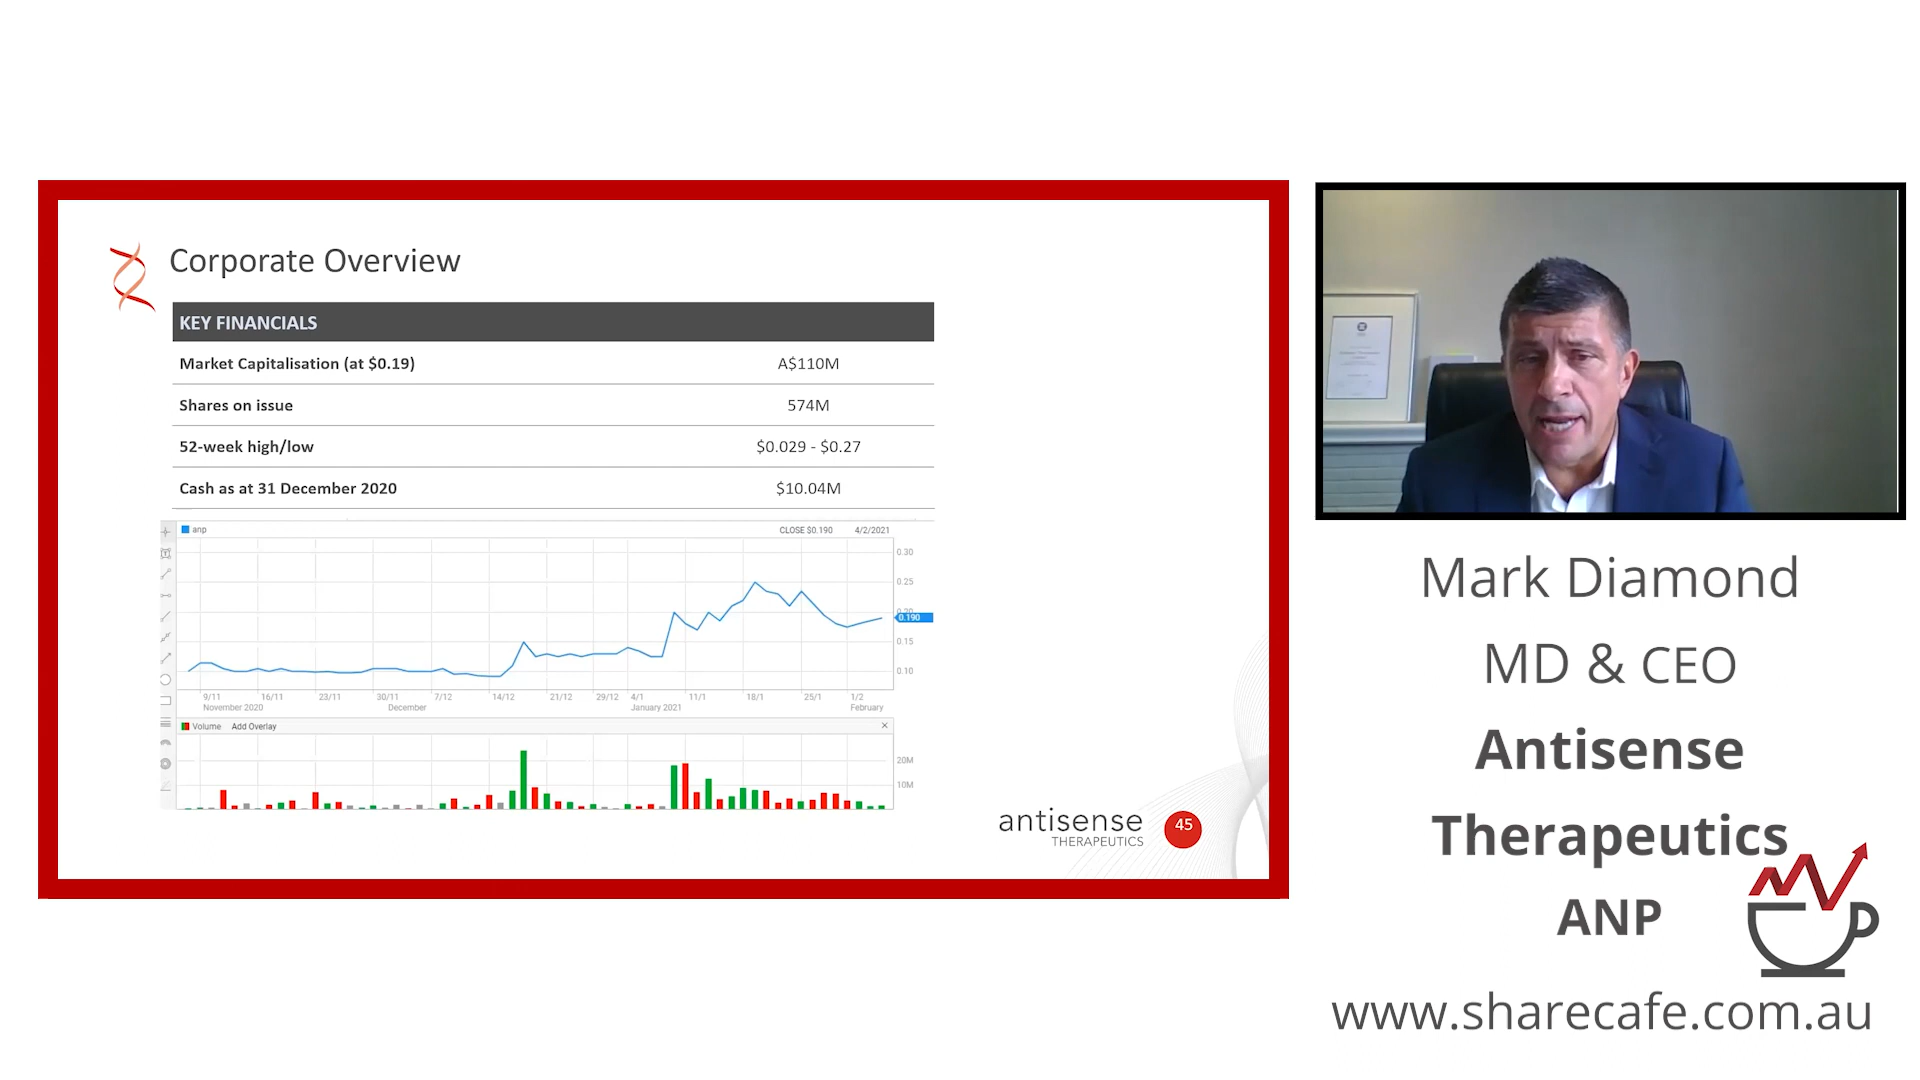 Corporate Overview
KEY FINANCIALS
Market Capitalisation (at $0.19) A$110M
Shares on issue 574M
52-week high/low $0.029 - $0.27
Cash as at 31 December 2020 $10.04M
anp CLOSE $0.190 4/2/2021
0.30
0.25
0.20
0.190
0.15
0.10
9/11 16/11 23/11 30/11 7/12 14/12 21/12 29/12 4/1 11/1 18/1 25/1 1/2
November 2020 December January 2021 February
Volume Add Overlay ×
20M
10M
antisense
THERAPEUTICS
45
Mark Diamond
MD & CEO
Antisense
Therapeutics
ANP
www.sharecafe.com.au